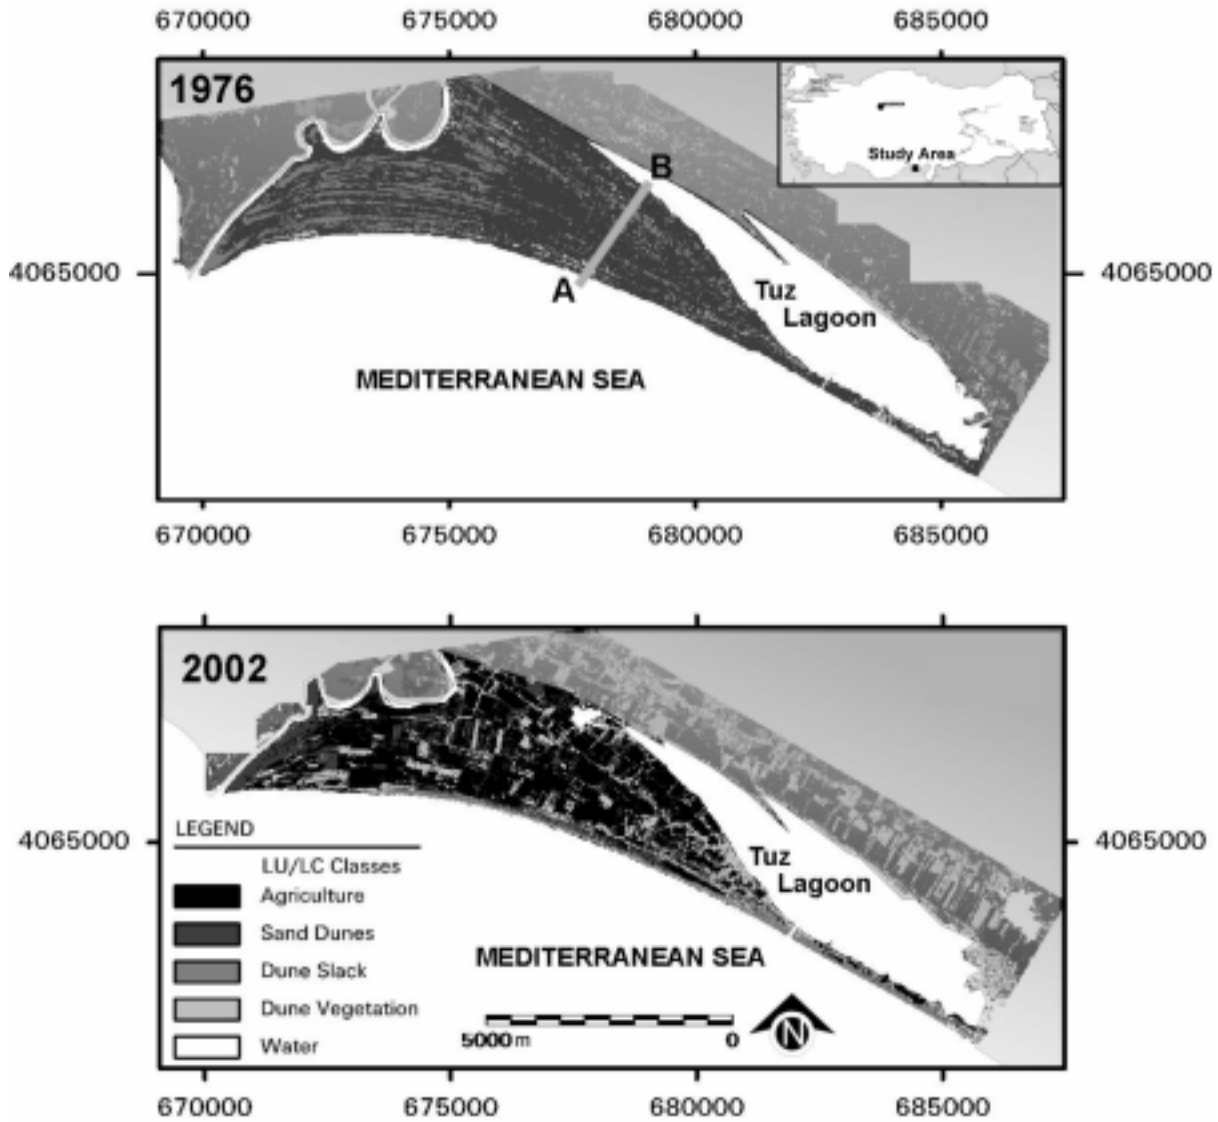 670000 675000 680000 685000
1976
Study Area
B
4065000 4065000
A
Tuz
Lagoon
MEDITERRANEAN SEA
670000 675000 680000 685000
2002
4065000 4065000
LEGEND
LU/LC Classes
Agriculture
Sand Dunes
Dune Slack
Dune Vegetation
Water
Tuz
Lagoon
MEDITERRANEAN SEA
5000m 0
N
670000 675000 680000 685000